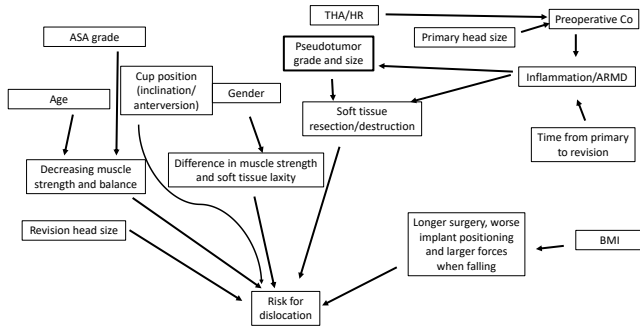 THA/HR
Preoperative Co
ASA grade
Primary head size
Pseudotumor
grade and size
Cup position
(inclination/
anterversion)
Gender
Inflammation/ARMD
Age
Soft tissue
resection/destruction
Time from primary
to revision
Decreasing muscle
strength and balance
Difference in muscle strength
and soft tissue laxity
Revision head size
Longer surgery, worse
implant positioning
and larger forces
when falling
BMI
Risk for
dislocation